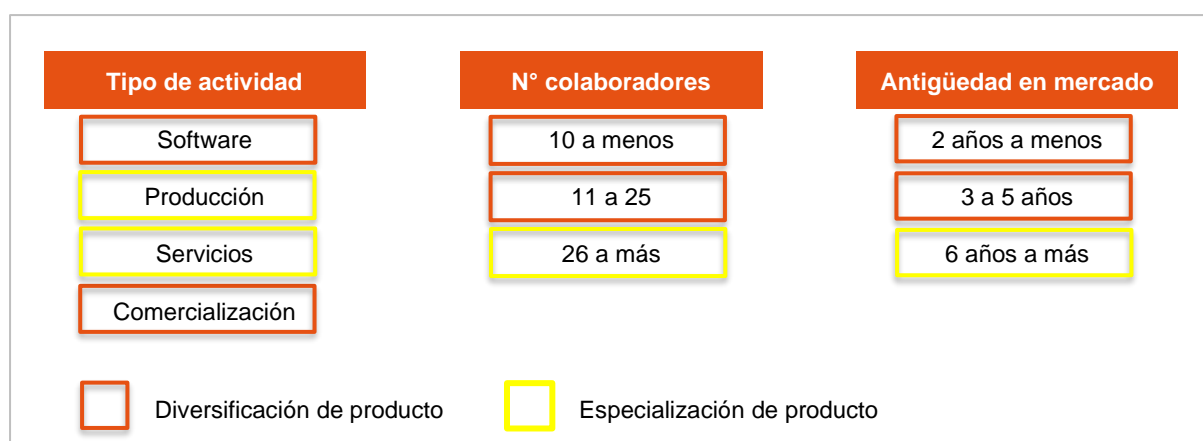 Tipo de actividad
Software
Producción
Servicios
Comercialización
N° colaboradores
10 a menos
11 a 25
26 a más
Antigüedad en mercado
2 años a menos
3 a 5 años
6 años a más
Diversificación de producto
Especialización de producto